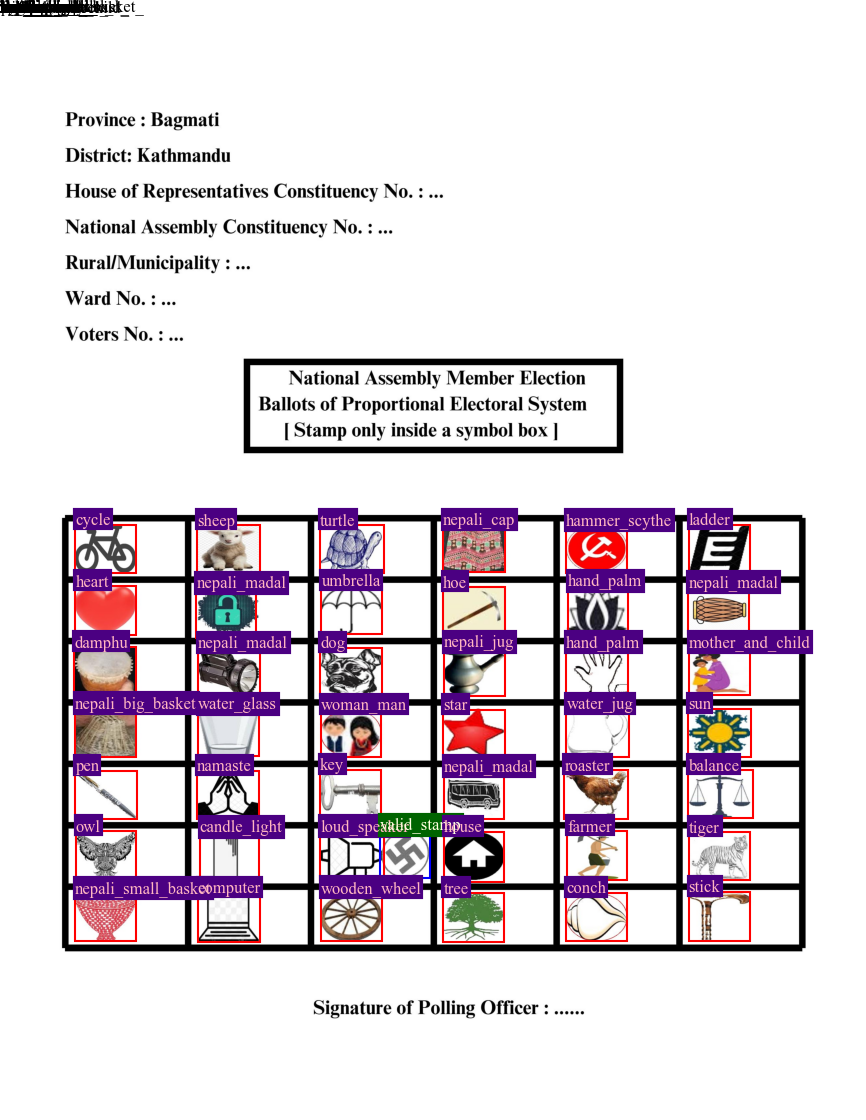 Province : Bagmati
District: Kathmandu
House of Representatives Constituency No. : ...
National Assembly Constituency No. : ...
Rural/Municipality : ...
Ward No. : ...
Voters No. : ...
National Assembly Member Election
Ballots of Proportional Electoral System
[ Stamp only inside a symbol box ]
cycle sheep turtle nepali_cap hammer_scythe ladder
heart nepali_madal umbrella hoe hand_palm nepali_madal
damphu nepali_madal dog nepali_jug hand_palm mother_and_child
nepali_big_basket water_glass woman_man star water_jug sun
pen namaste key nepali_madal roaster balance
owl candle_light valid_stamp farmer tiger
nepali_small_basket computer wooden_wheel tree conch stick
Signature of Polling Officer : ......